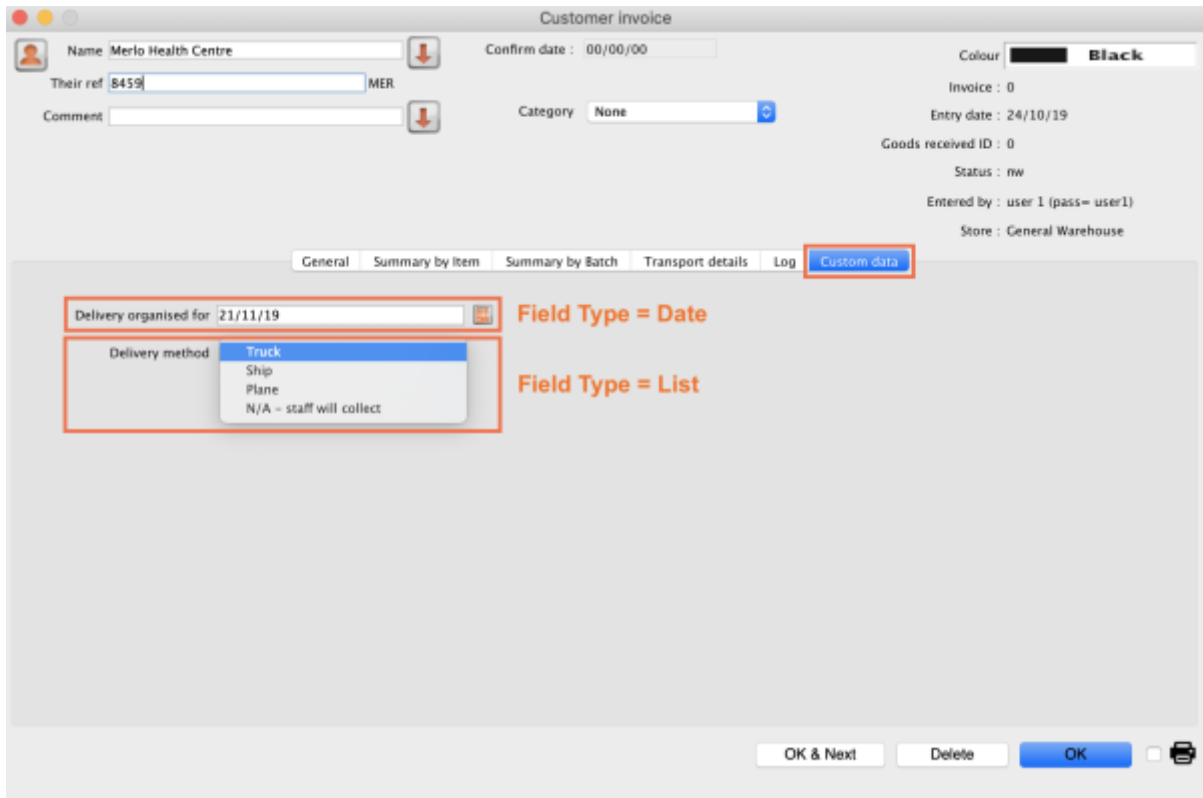 Customer invoice
Name Merlo Health Centre
Confirm date : 00/00/00
Colour Black
Their ref 8459 MER
Invoice : 0
Comment
Category None
Entry date : 24/10/19
Goods received ID : 0
Status : nw
Entered by : user 1 (pass= user1)
Store : General Warehouse
General Summary by Item Summary by Batch Transport details Log Custom data
Delivery organised for 21/11/19 Field Type = Date
Delivery method Truck
Ship
Plane
Field Type = List
N/A - staff will collect
OK & Next Delete OK